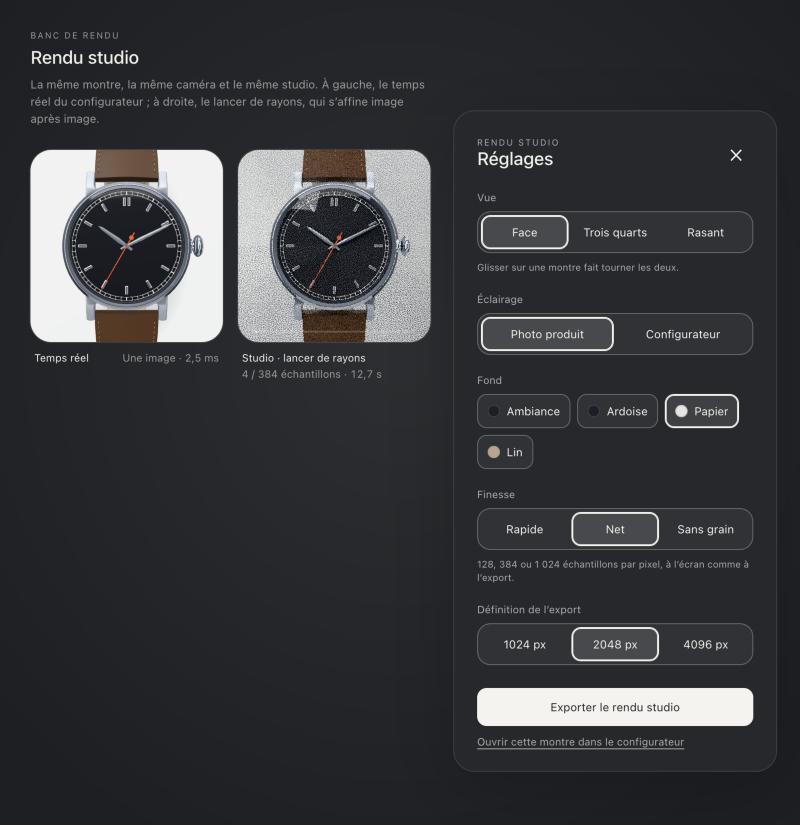 BANC DE RENDU
Rendu studio
La même montre, la même caméra et le même studio. À gauche, le temps
réel du configurateur ; à droite, le lancer de rayons, qui s'affine image
après image.
Temps réel
Une image · 2,5 ms
Studio · lancer de rayons
4 / 384 échantillons · 12,7 s
RENDU STUDIO
Réglages
Vue
Face
Trois quarts
Rasant
Glisser sur une montre fait tourner les deux.
Éclairage
Photo produit
Configurateur
Fond
Ambiance
Ardoise
Papier
Lin
Finesse
Rapide
Net
Sans grain
128, 384 ou 1 024 échantillons par pixel, à l'écran comme à
l'export.
Définition de l'export
1024 px
2048 px
4096 px
Exporter le rendu studio
Ouvrir cette montre dans le configurateur